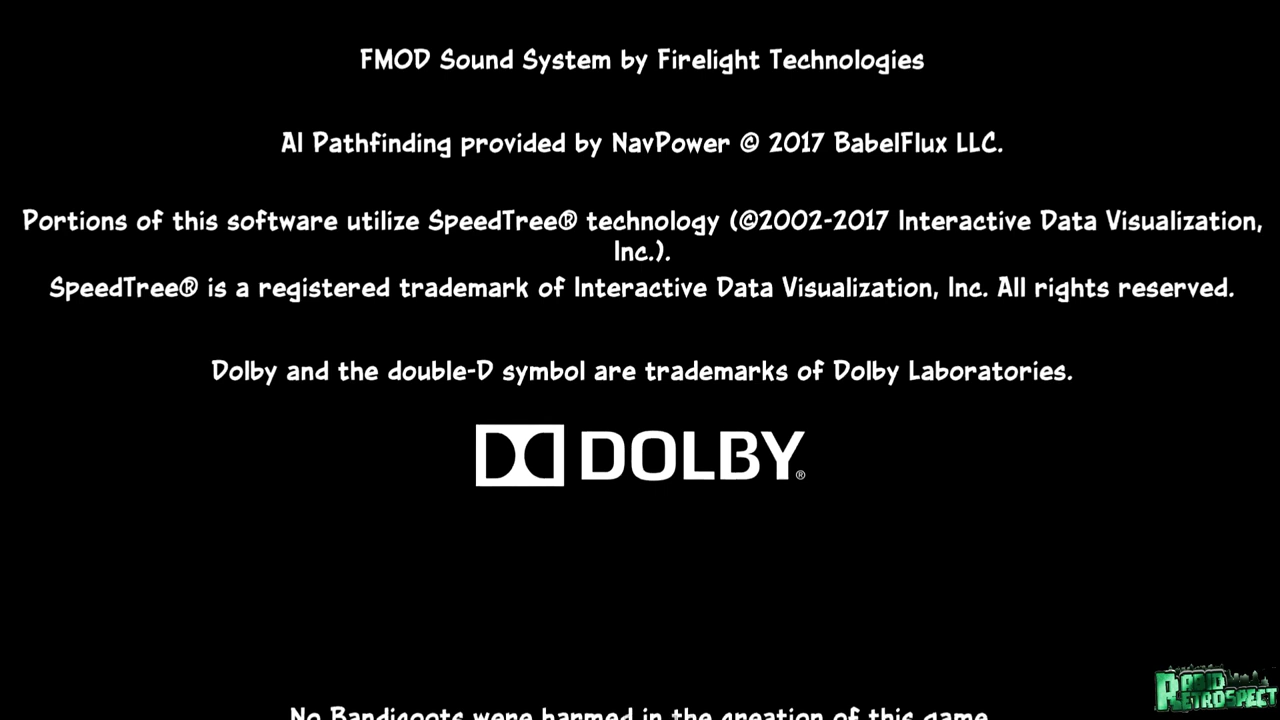 FMOD Sound System by Firelight Technologies
AI Pathfinding provided by NavPower © 2017 BabelFlux LLC.
Portions of this software utilize SpeedTree® technology (©2002-2017 Interactive Data Visualization,
Inc.).
SpeedTree® is a registered trademark of Interactive Data Visualization, Inc. All rights reserved.
Dolby and the double-D symbol are trademarks of Dolby Laboratories.
DOLBY®
No Bandicoots were harmed in the creation of this game.
RABID
RETROSPECT